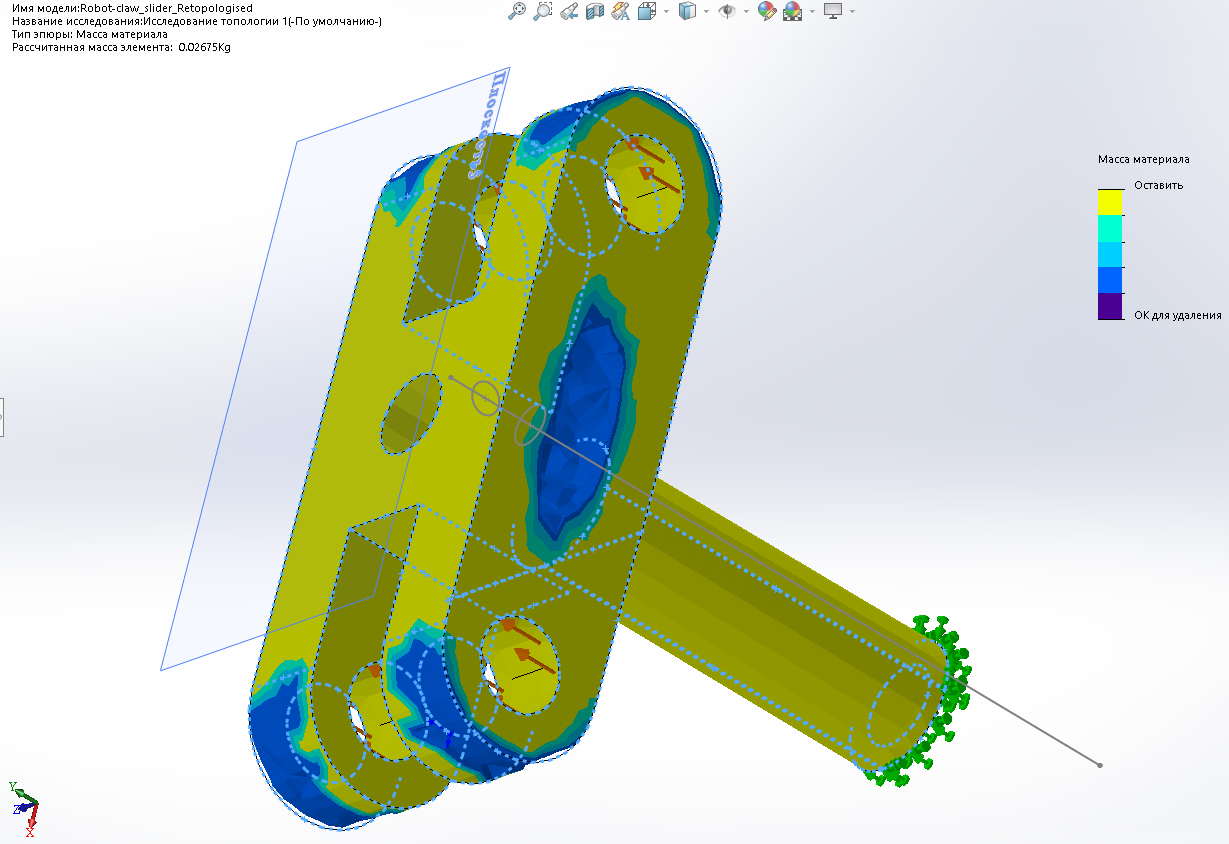 Имя модели:Robot-claw_slider_Retopologised
Название исследования:Исследование топологии 1(-По умолчанию-)
Тип эпюры: Масса материала
Рассчитанная масса элемента: 0.02675Kg
Плоскость3
Масса материала
Оставить
OK для удаления
Y
Z
X